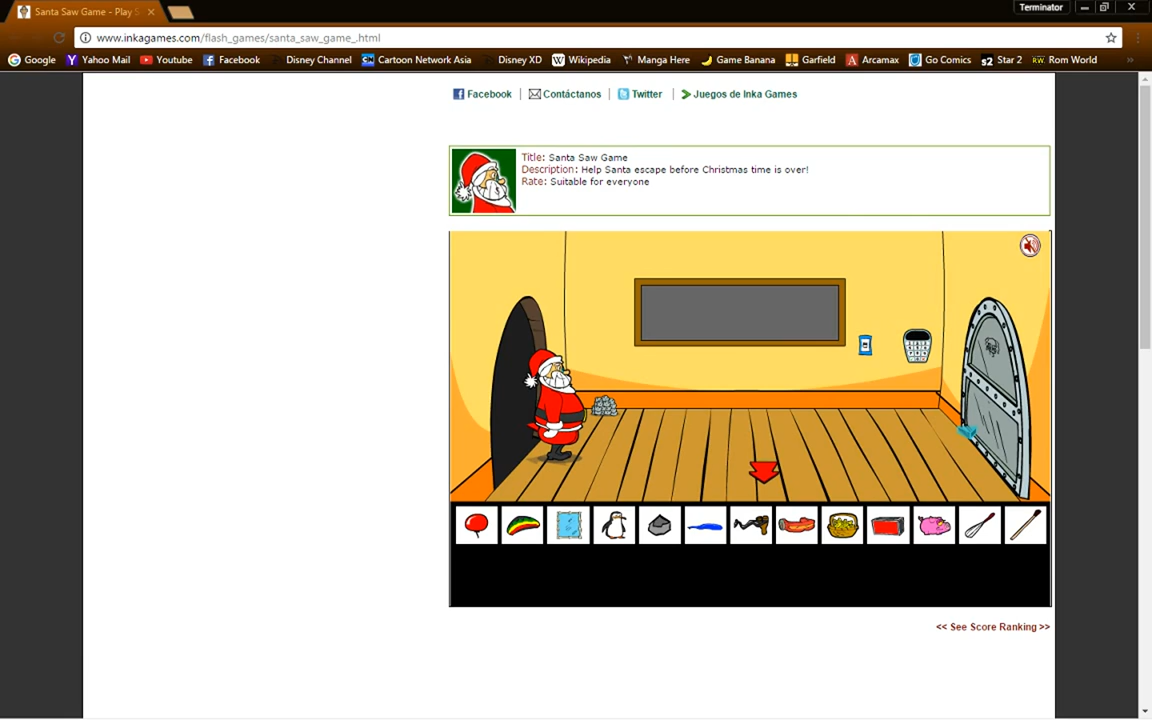 Santa Saw Game - Play S
Terminator
www.inkagames.com/flash_games/santa_saw_game_.html
Google Yahoo Mail Youtube Facebook Disney Channel Cartoon Network Asia Disney XD Wikipedia Manga Here Game Banana Garfield Arcamax Go Comics Star 2 Rom World
Facebook | Contáctanos | Twitter | Juegos de Inka Games
Title: Santa Saw Game
Description: Help Santa escape before Christmas time is over!
Rate: Suitable for everyone
<< See Score Ranking >>